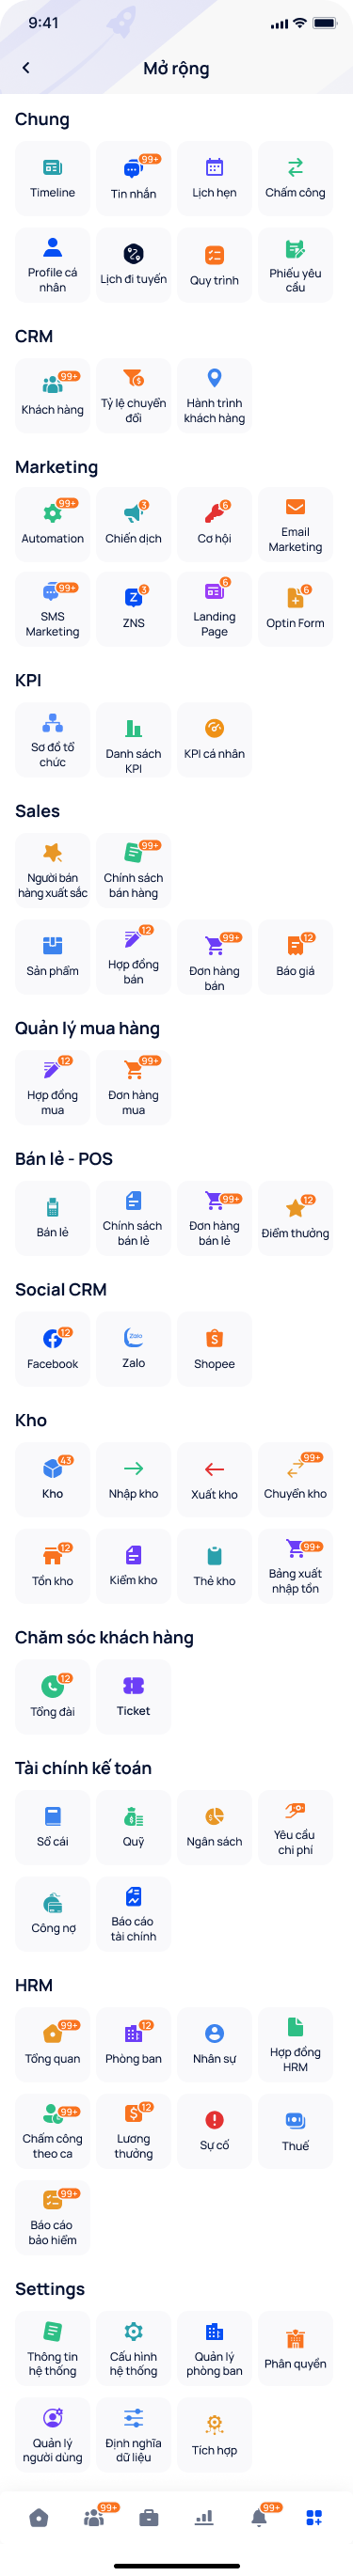 9:41
Mở rộng
Chung
99+
Timeline
Tin nhắn
Lịch hẹn
Chấm công
Profile cá
nhân
Lịch đi tuyến
Quy trình
Phiếu yêu
cầu
CRM
99+
Khách hàng
Tỷ lệ chuyển
đổi
Hành trình
khách hàng
Marketing
99+
3
6
Automation
Chiến dịch
Cơ hội
Email
Marketing
99+
3
6
6
SMS
Marketing
ZNS
Landing
Page
Optin Form
KPI
Sơ đồ tổ
chức
Danh sách
KPI
KPI cá nhân
Sales
99+
Người bán
hàng xuất sắc
Chính sách
bán hàng
12
99+
12
Sản phẩm
Hợp đồng
bán
Đơn hàng
bán
Báo giá
Quản lý mua hàng
12
99+
Hợp đồng
mua
Đơn hàng
mua
Bán lẻ - POS
99+
12
Bán lẻ
Chính sách
bán lẻ
Đơn hàng
bán lẻ
Điểm thưởng
Social CRM
12
Zalo
Facebook
Zalo
Shopee
Kho
43
99+
Kho
Nhập kho
Xuất kho
Chuyển kho
12
99+
Tồn kho
Kiểm kho
Thẻ kho
Bảng xuất
nhập tồn
Chăm sóc khách hàng
12
Tổng đài
Ticket
Tài chính kế toán
Sổ cái
Quỹ
Ngân sách
Yêu cầu
chi phí
Công nợ
Báo cáo
tài chính
HRM
99+
12
Tổng quan
Phòng ban
Nhân sự
Hợp đồng
HRM
99+
12
Chấm công
theo ca
Lương
thưởng
Sự cố
Thuế
99+
Báo cáo
bảo hiểm
Settings
Thông tin
hệ thống
Cấu hình
hệ thống
Quản lý
phòng ban
Phân quyền
Quản lý
người dùng
Định nghĩa
dữ liệu
Tích hợp
99+
99+